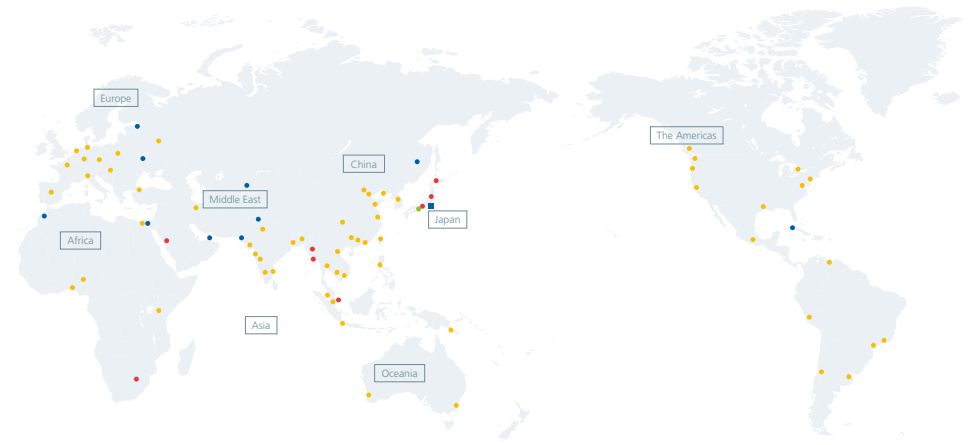 Europe
The Americas
China
Middle East
Japan
Africa
Asia
Oceania